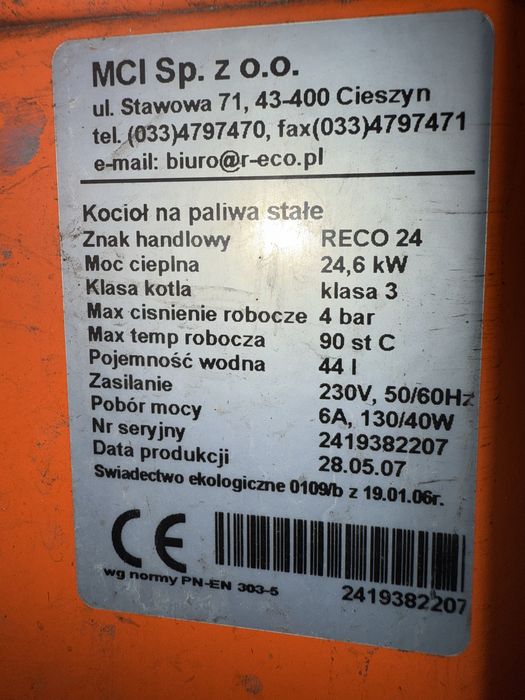 MCI Sp. z o.o.
ul. Stawowa 71, 43-400 Cieszyn
tel. (033)4797470, fax(033)4797471
e-mail: biuro@r-eco.pl
Kocioł na paliwa stałe
Znak handlowy RECO 24
Moc cieplna 24,6 kW
Klasa kotla klasa 3
Max cisnienie robocze 4 bar
Max temp robocza 90 st C
Pojemność wodna 44 l
Zasilanie 230V, 50/60Hz
Pobór mocy 6A, 130/40W
Nr seryjny 2419382207
Data produkcji 28.05.07
Swiadectwo ekologiczne 0109/b z 19.01.06r.
CE
wg normy PN-EN 303-5
2419382207